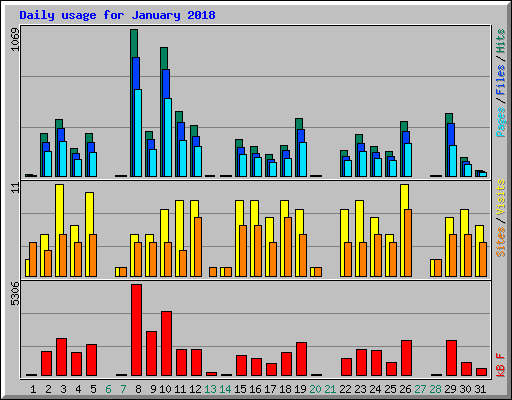 Daily usage for January 2018
1069
Pages / Files / Hits
11
Sites / Visits
5306
kB F
1 2 3 4 5 6 7 8 9 10 11 12 13 14 15 16 17 18 19 20 21 22 23 24 25 26 27 28 29 30 31